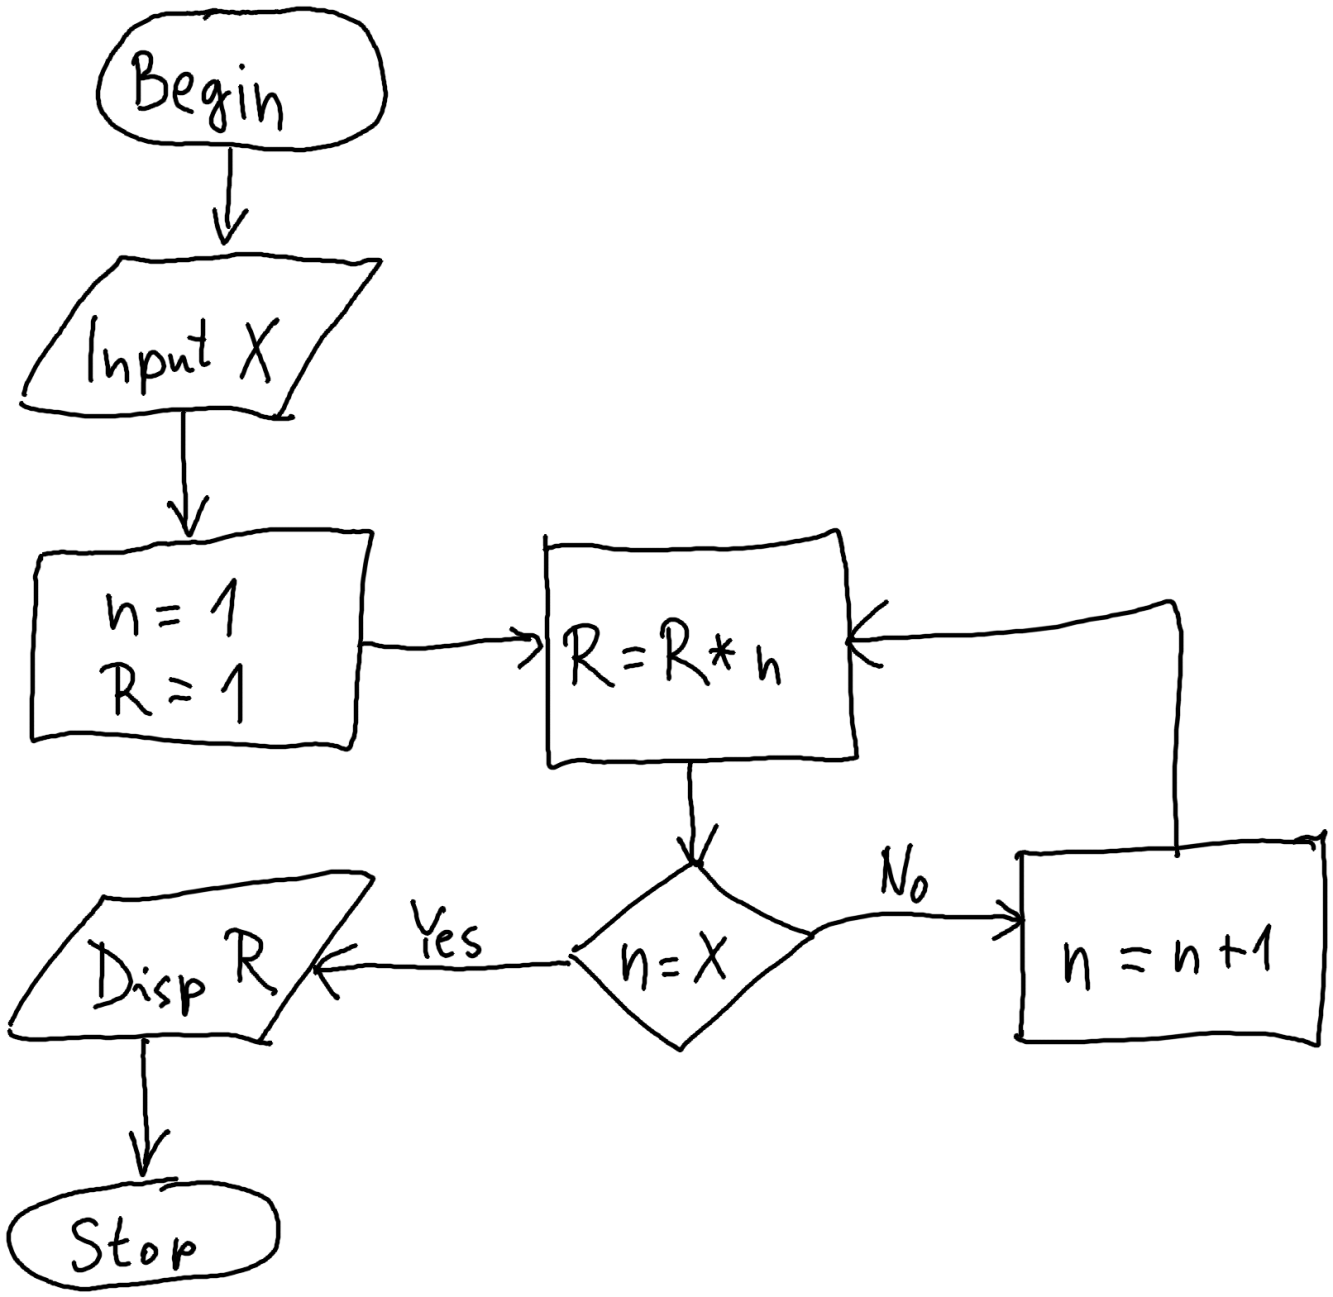 Begin
Input X
n = 1
R = 1
R = R * n
n = X
No
n = n + 1
Yes
Disp R
Stop